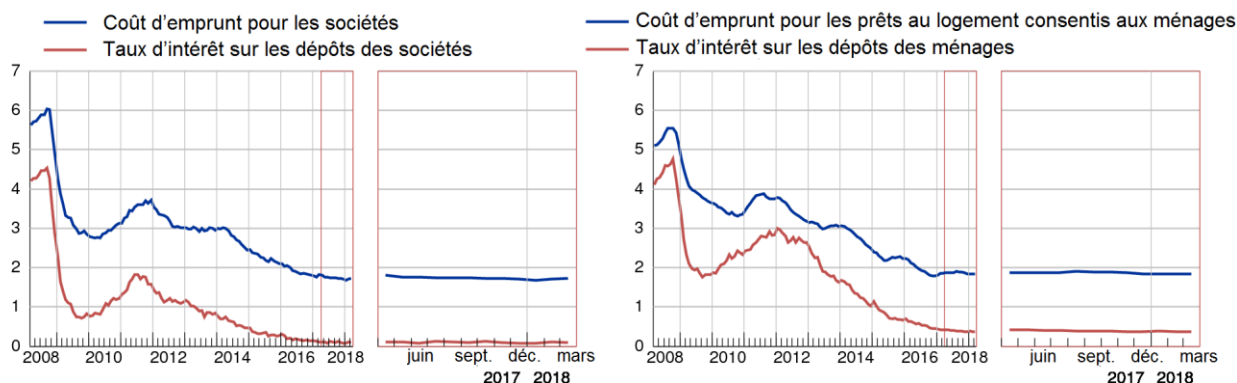 Coût d'emprunt pour les sociétés
Taux d'intérêt sur les dépôts des sociétés
Coût d'emprunt pour les prêts au logement consentis aux ménages
Taux d'intérêt sur les dépôts des ménages
7
6
5
4
3
2
1
0
2008 2010 2012 2014 2016 2018
juin sept. déc. mars
2017 2018
7
6
5
4
3
2
1
0
2008 2010 2012 2014 2016 2018
juin sept. déc. mars
2017 2018